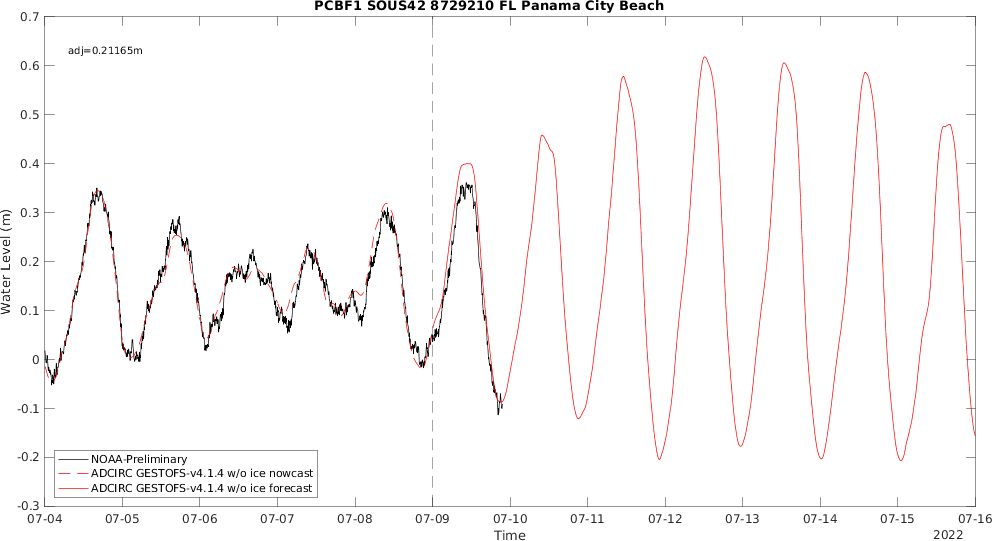 PCBF1 SOUS42 8729210 FL Panama City Beach
adj=0.21165m
0.7
0.6
0.5
0.4
0.3
0.2
0.1
0
-0.1
-0.2
-0.3
Water Level (m)
NOAA-Preliminary
ADCIRC GESTOFS-v4.1.4 w/o ice nowcast
ADCIRC GESTOFS-v4.1.4 w/o ice forecast
07-04 07-05 07-06 07-07 07-08 07-09 07-10 07-11 07-12 07-13 07-14 07-15 07-16
Time
2022